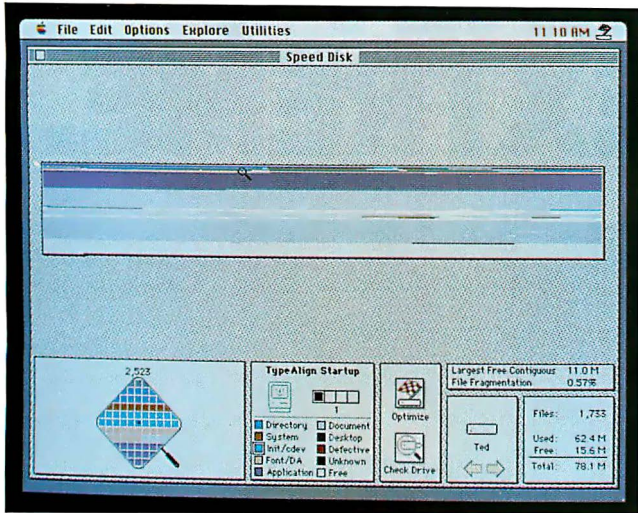 File Edit Options Explore Utilities 11 10 AM
Speed Disk
2,523
TypeAlign Startup
1
Directory Document
System Desktop
Init/cdev Defective
Font/DA Unknown
Application Free
Optimize
Check Drive
Largest Free Contiguous 11.0 M
File Fragmentation 0.57%
Ted
Files: 1,733
Used: 62.4 M
Free: 15.6 M
Total: 78.1 M